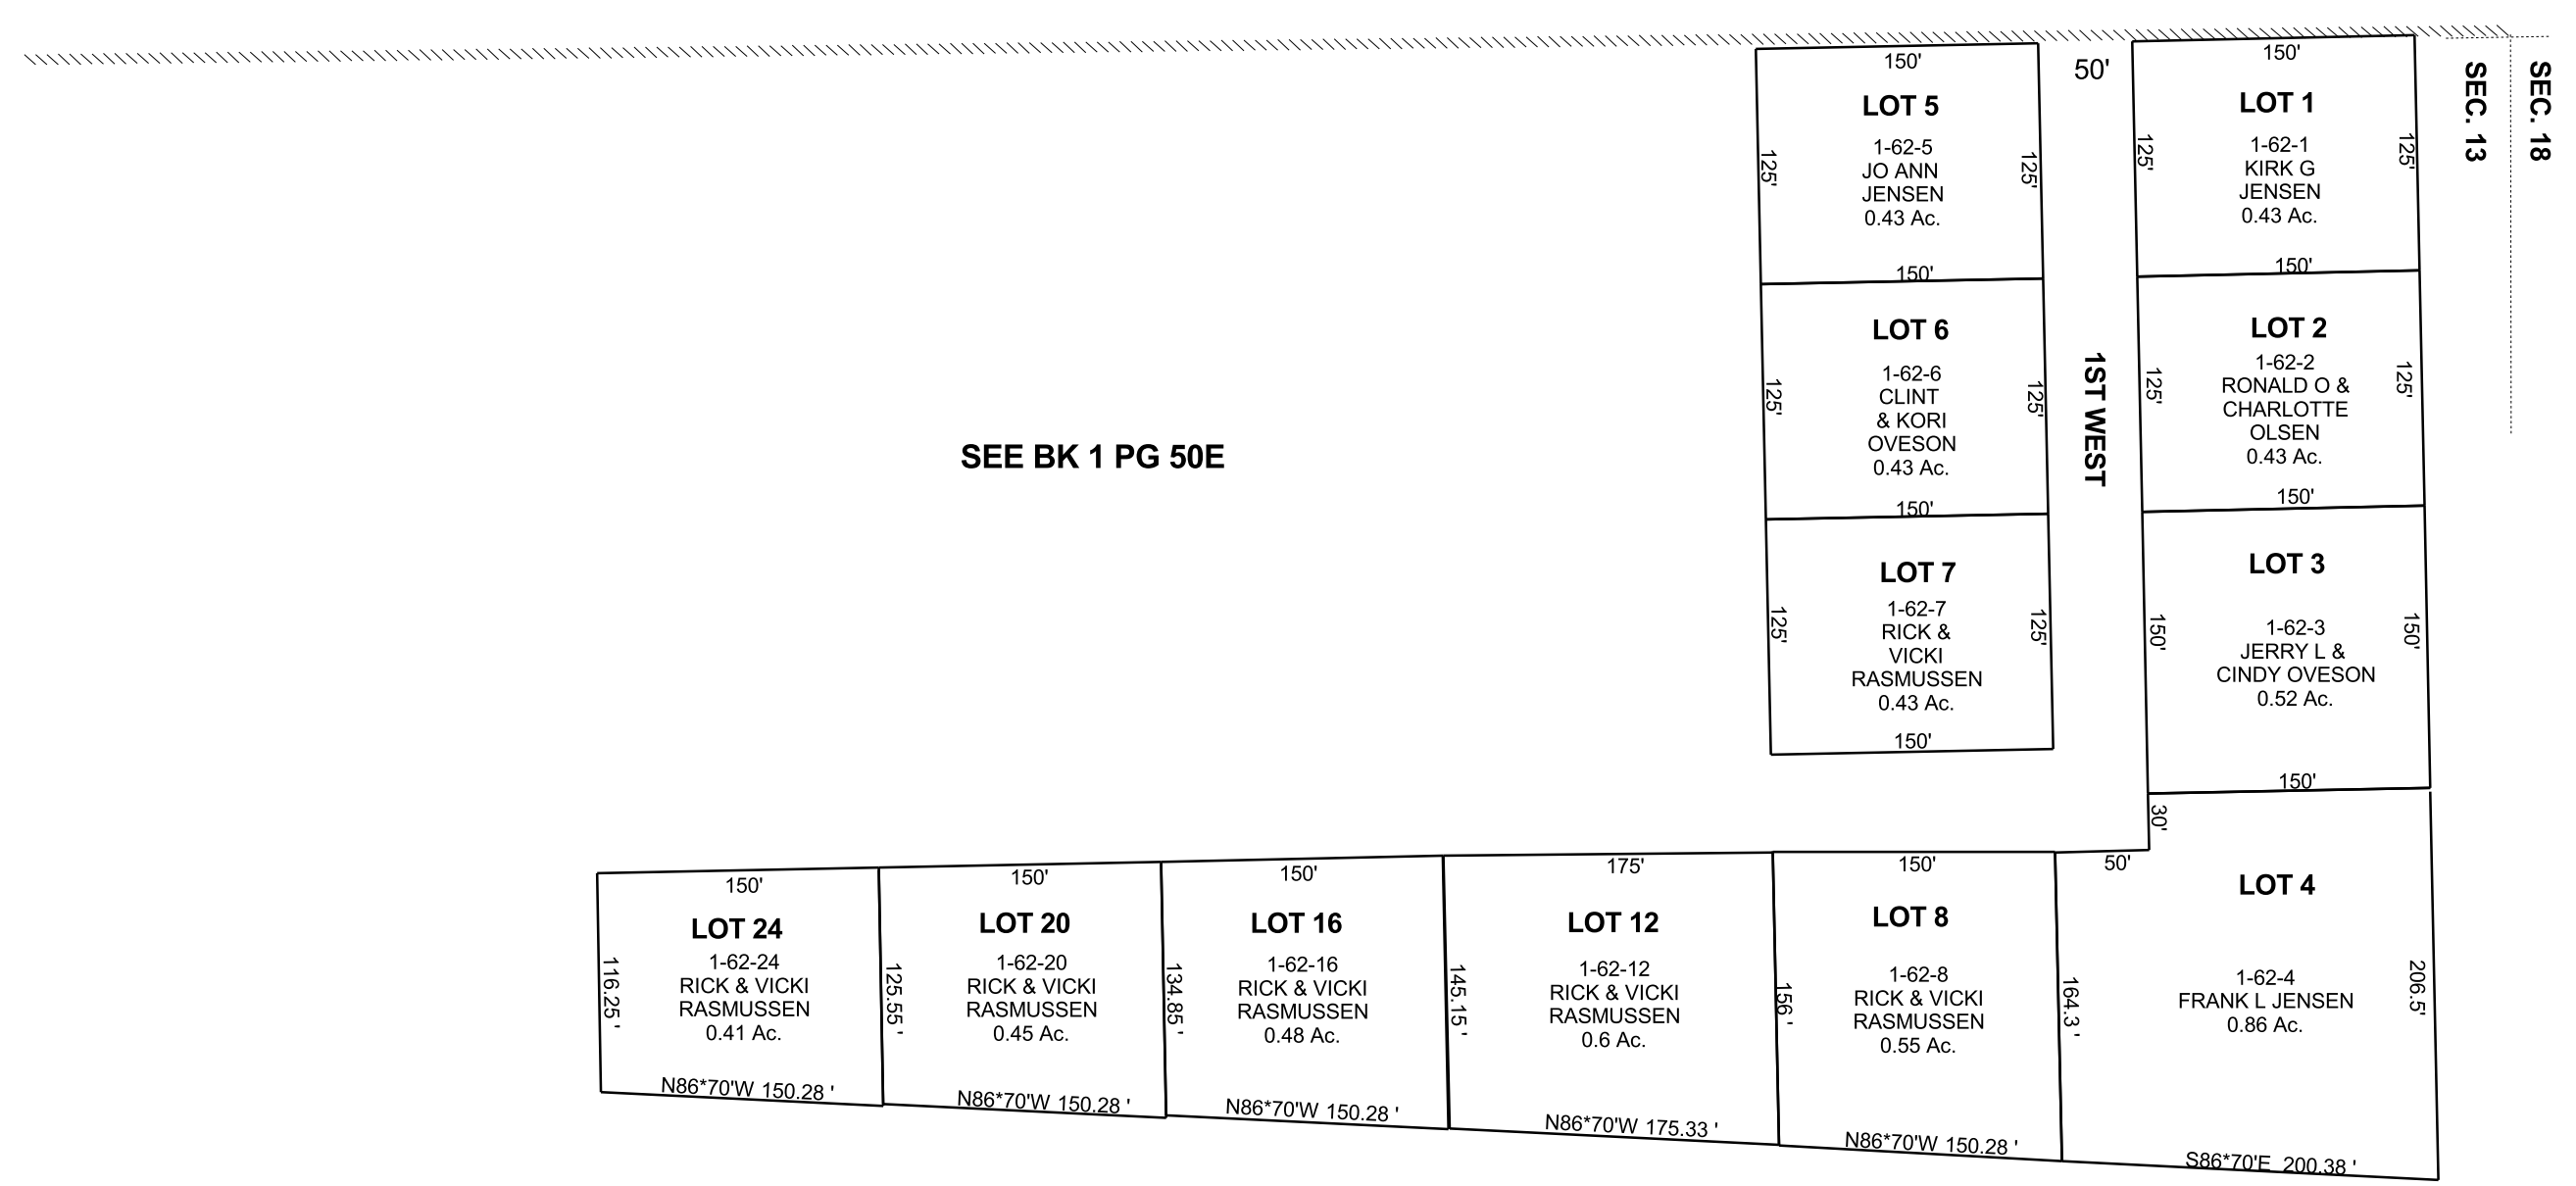 150'
LOT 5
1-62-5
JO ANN
JENSEN
0.43 Ac.
125'
125'
150'
50'
150'
LOT 1
1-62-1
KIRK G
JENSEN
0.43 Ac.
125'
125'
150'
SEC. 13
SEC. 18
LOT 6
1-62-6
CLINT
& KORI
OVESON
0.43 Ac.
125'
125'
150'
1ST WEST
LOT 2
1-62-2
RONALD O &
CHARLOTTE
OLSEN
0.43 Ac.
125'
125'
150'
SEE BK 1 PG 50E
LOT 7
1-62-7
RICK &
VICKI
RASMUSSEN
0.43 Ac.
125'
125'
150'
LOT 3
1-62-3
JERRY L &
CINDY OVESON
0.52 Ac.
150'
150'
150'
30'
150'
LOT 24
1-62-24
RICK & VICKI
RASMUSSEN
0.41 Ac.
116.25 '
N86*70'W 150.28 '
150'
LOT 20
1-62-20
RICK & VICKI
RASMUSSEN
0.45 Ac.
125.55 '
N86*70'W 150.28 '
150'
LOT 16
1-62-16
RICK & VICKI
RASMUSSEN
0.48 Ac.
134.85 '
N86*70'W 150.28 '
175'
LOT 12
1-62-12
RICK & VICKI
RASMUSSEN
0.6 Ac.
145.15 '
N86*70'W 175.33 '
150'
LOT 8
1-62-8
RICK & VICKI
RASMUSSEN
0.55 Ac.
156 '
N86*70'W 150.28 '
50'
LOT 4
1-62-4
FRANK L JENSEN
0.86 Ac.
164.3 '
206.5'
S86*70'E 200.38 '